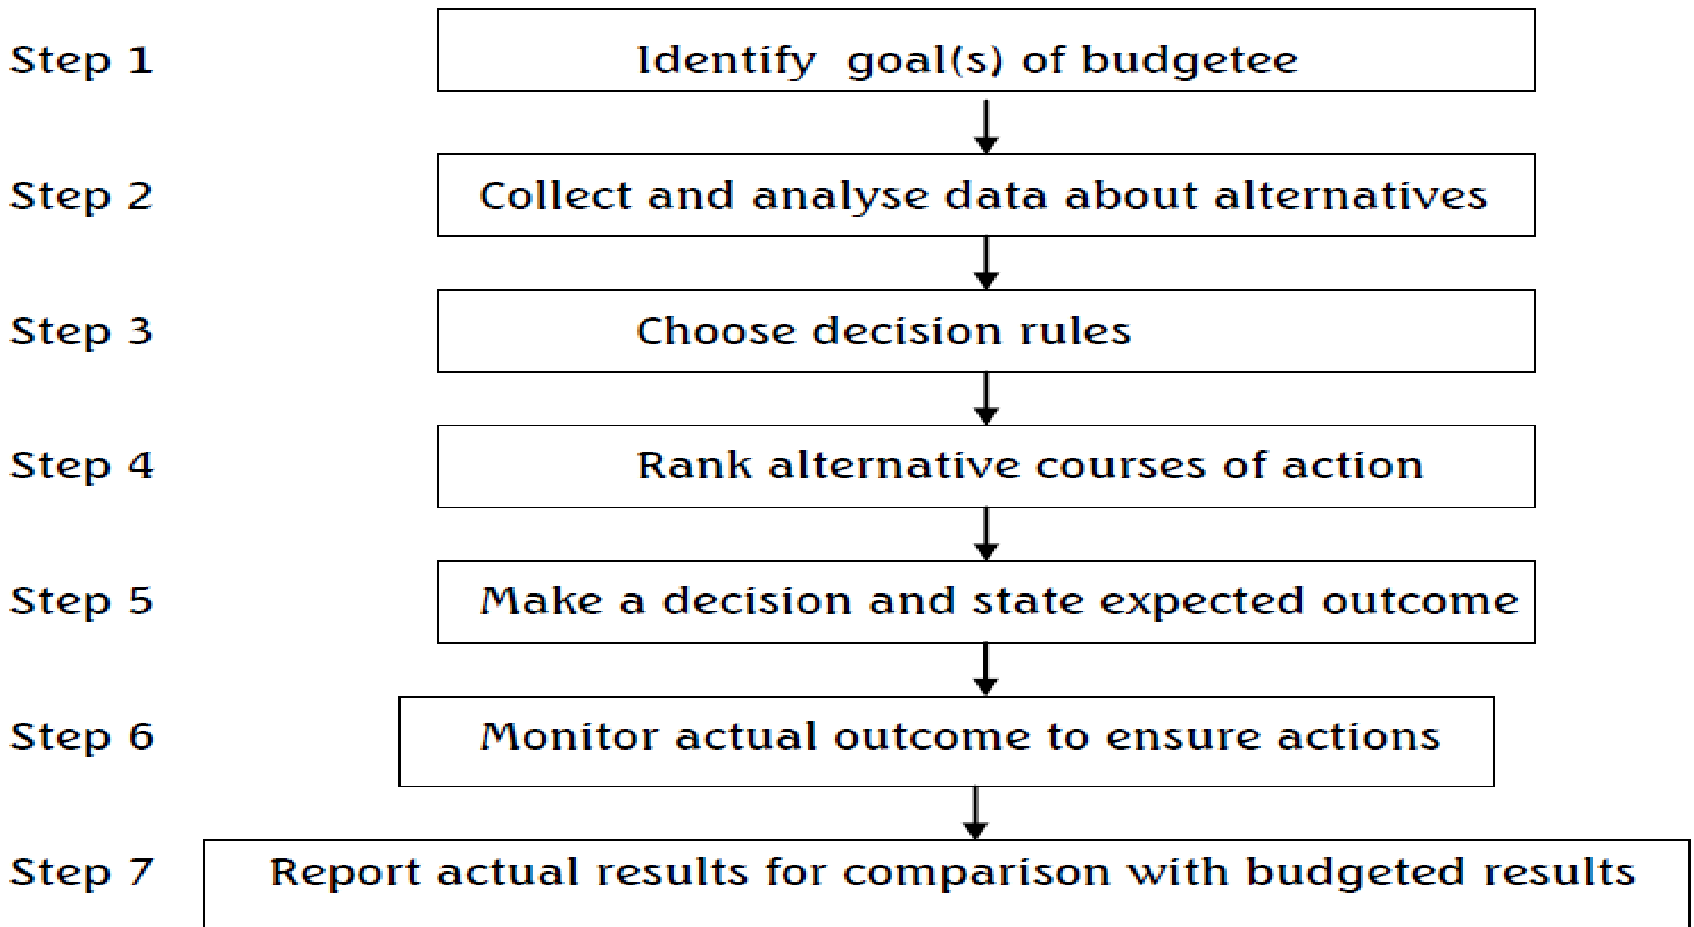 Step 1 Identify goal(s) of budgetee
Step 2 Collect and analyse data about alternatives
Step 3 Choose decision rules
Step 4 Rank alternative courses of action
Step 5 Make a decision and state expected outcome
Step 6 Monitor actual outcome to ensure actions
Step 7 Report actual results for comparison with budgeted results